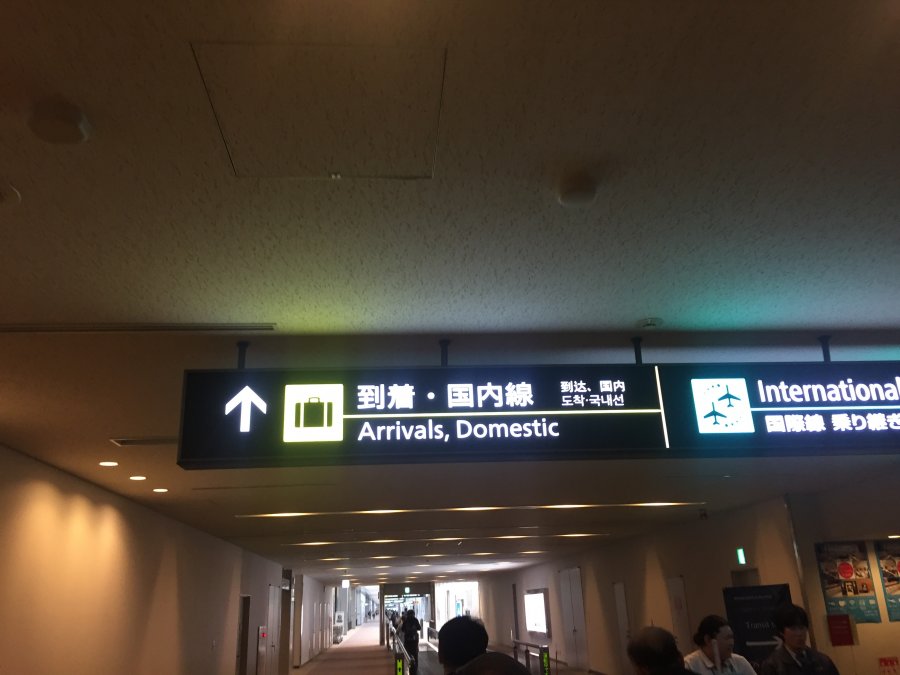 到着・国内線
到达、国内
도착·국내선
Arrivals, Domestic
International
国際線 乗り継ぎ
Transit